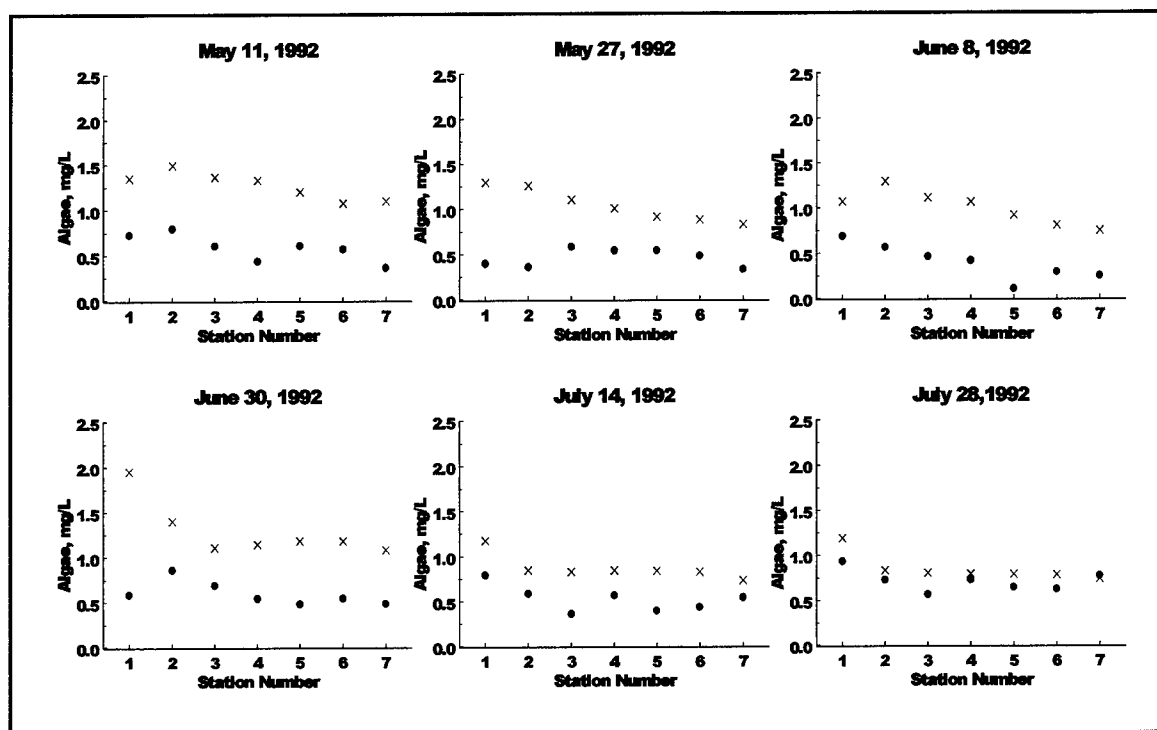 May 11, 1992
2.5
2.0
1.5
1.0
0.5
0.0
Algae, mg/L
1 2 3 4 5 6 7
Station Number
May 27, 1992
2.5
2.0
1.5
1.0
0.5
0.0
Algae, mg/L
1 2 3 4 5 6 7
Station Number
June 8, 1992
2.5
2.0
1.5
1.0
0.5
0.0
Algae, mg/L
1 2 3 4 5 6 7
Station Number
June 30, 1992
2.5
2.0
1.5
1.0
0.5
0.0
Algae, mg/L
1 2 3 4 5 6 7
Station Number
July 14, 1992
2.5
2.0
1.5
1.0
0.5
0.0
Algae, mg/L
1 2 3 4 5 6 7
Station Number
July 28,1992
2.5
2.0
1.5
1.0
0.5
0.0
Algae, mg/L
1 2 3 4 5 6 7
Station Number